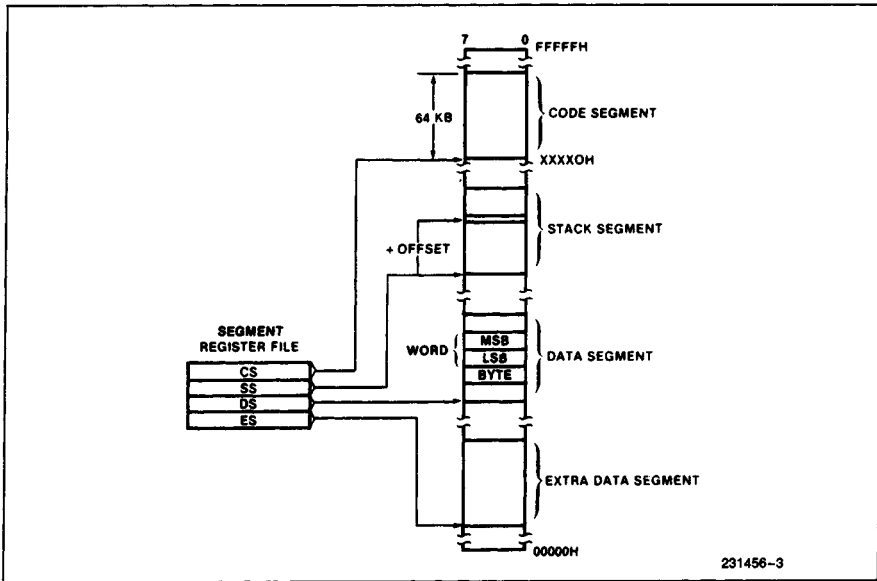 7 0
FFFFFH
64 KB
CODE SEGMENT
XXXXOH
STACK SEGMENT
+ OFFSET
SEGMENT
REGISTER FILE
CS
SS
DS
ES
WORD
MSB
LSB
BYTE
DATA SEGMENT
EXTRA DATA SEGMENT
00000H
231456-3